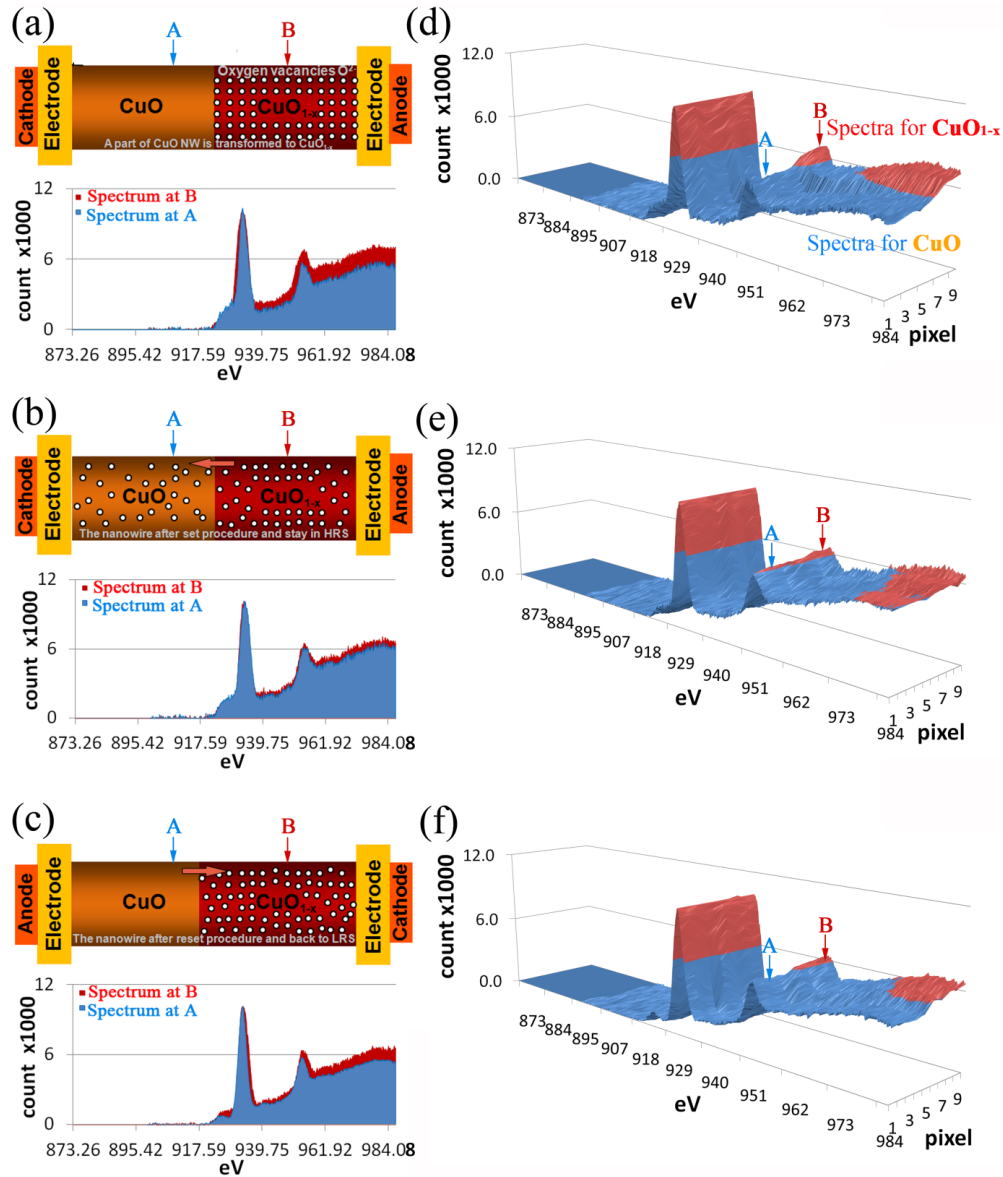 (a)
A
B
Cathode
Electrode
CuO
Oxygen vacancies O²⁻
CuO₁₋ₓ
A part of CuO NW is transformed to CuO₁₋ₓ
Electrode
Anode
count x1000
12
6
0
Spectrum at B
Spectrum at A
873.26 895.42 917.59 939.75 961.92 984.08
eV
(d)
count x1000
12.0
6.0
0.0
A
B
Spectra for CuO₁₋ₓ
Spectra for CuO
873 884 895 907 918 929 940 951 962 973 984
eV
1 3 5 7 9
pixel
(b)
A
B
Cathode
Electrode
CuO
CuO₁₋ₓ
The nanowire after set procedure and stay in HRS
Electrode
Anode
count x1000
12
6
0
Spectrum at B
Spectrum at A
873.26 895.42 917.59 939.75 961.92 984.08
eV
(e)
count x1000
12.0
6.0
0.0
A
B
873 884 895 907 918 929 940 951 962 973 984
eV
1 3 5 7 9
pixel
(c)
A
B
Anode
Electrode
CuO
CuO₁₋ₓ
The nanowire after reset procedure and back to LRS
Electrode
Cathode
count x1000
12
6
0
Spectrum at B
Spectrum at A
873.26 895.42 917.59 939.75 961.92 984.08
eV
(f)
count x1000
12.0
6.0
0.0
A
B
873 884 895 907 918 929 940 951 962 973 984
eV
1 3 5 7 9
pixel